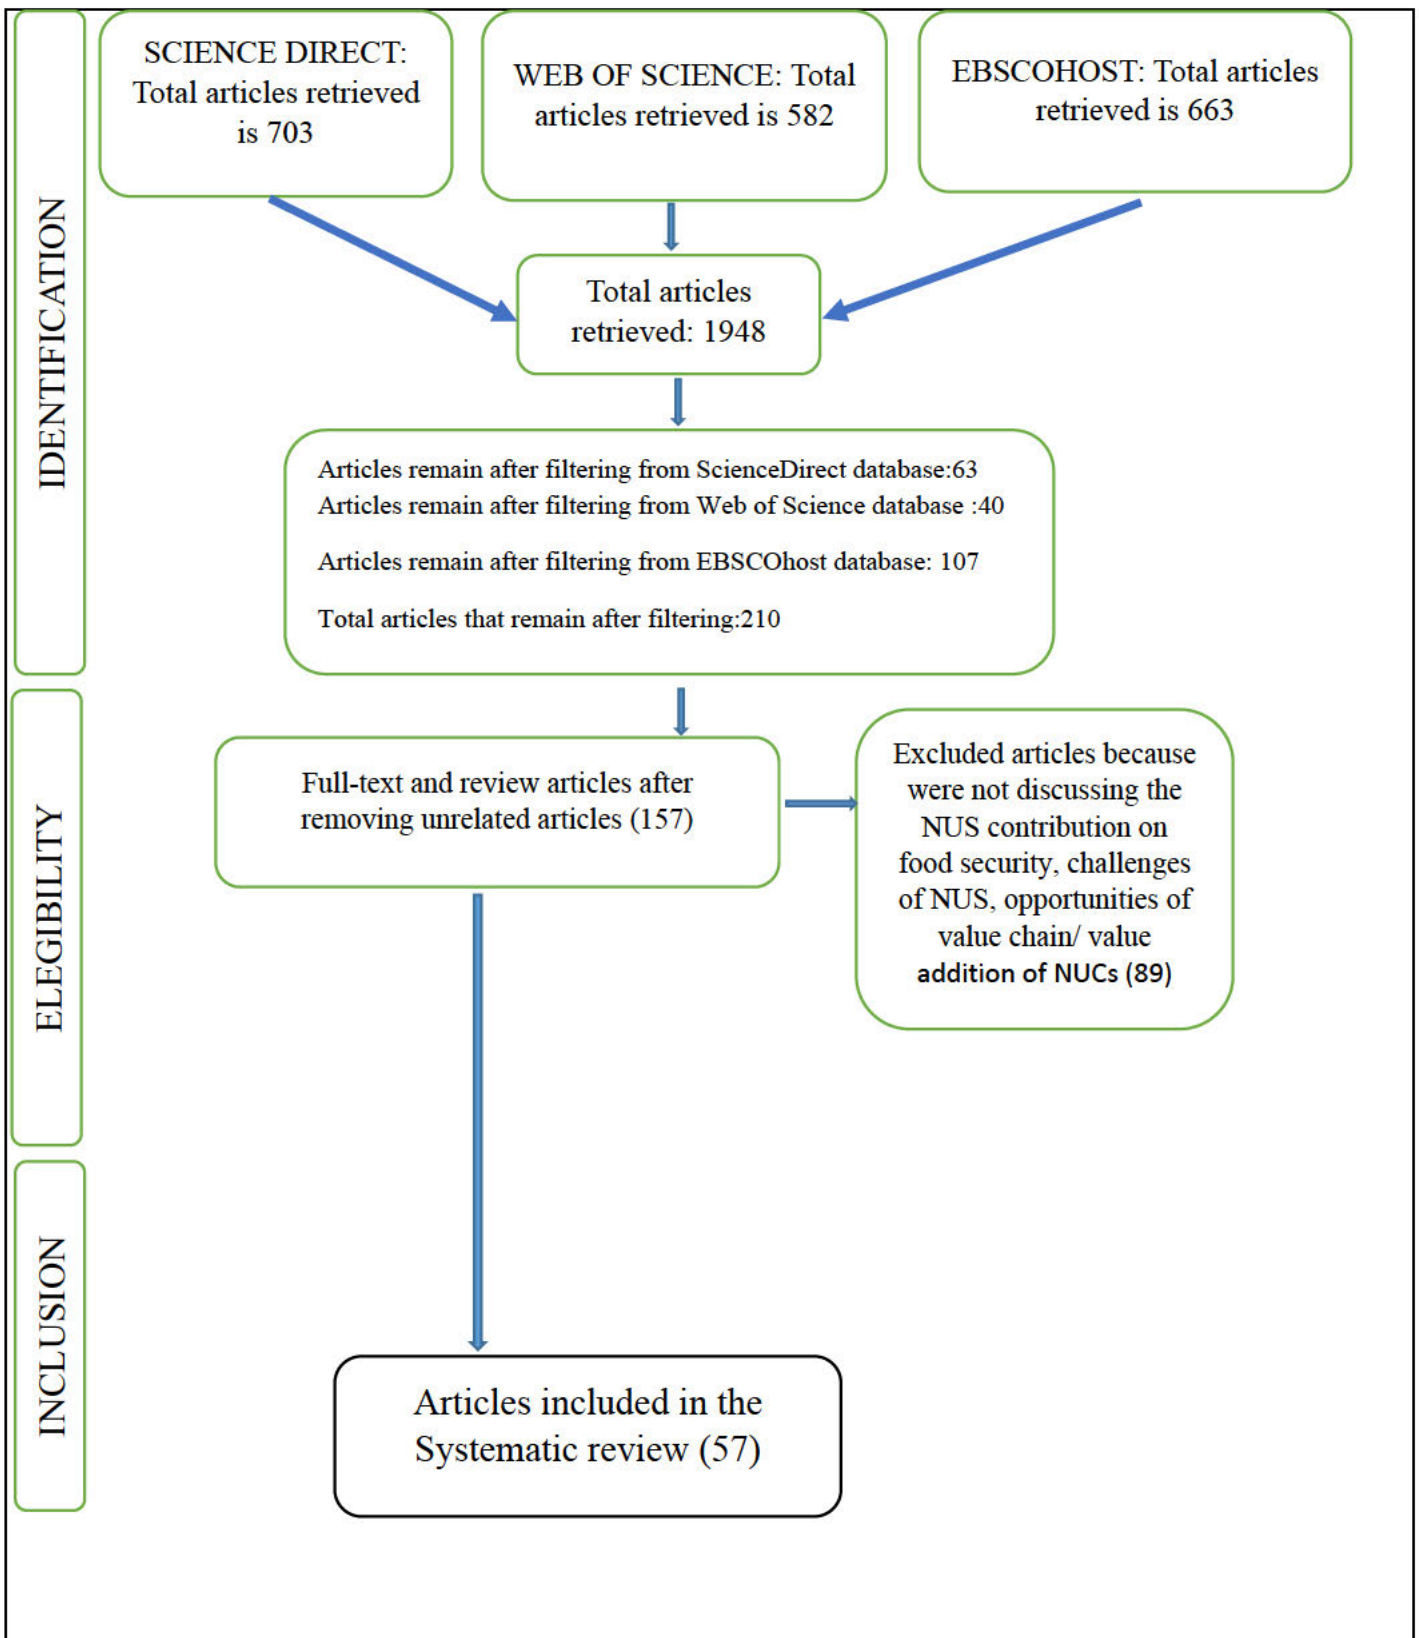 IDENTIFICATION
SCIENCE DIRECT:
Total articles retrieved
is 703
WEB OF SCIENCE: Total
articles retrieved is 582
EBSCOHOST: Total articles
retrieved is 663
Total articles
retrieved: 1948
Articles remain after filtering from ScienceDirect database:63
Articles remain after filtering from Web of Science database :40
Articles remain after filtering from EBSCOhost database: 107
Total articles that remain after filtering:210
ELEGIBILITY
Full-text and review articles after
removing unrelated articles (157)
Excluded articles because
were not discussing the
NUS contribution on
food security, challenges
of NUS, opportunities of
value chain/ value
addition of NUCs (89)
INCLUSION
Articles included in the
Systematic review (57)